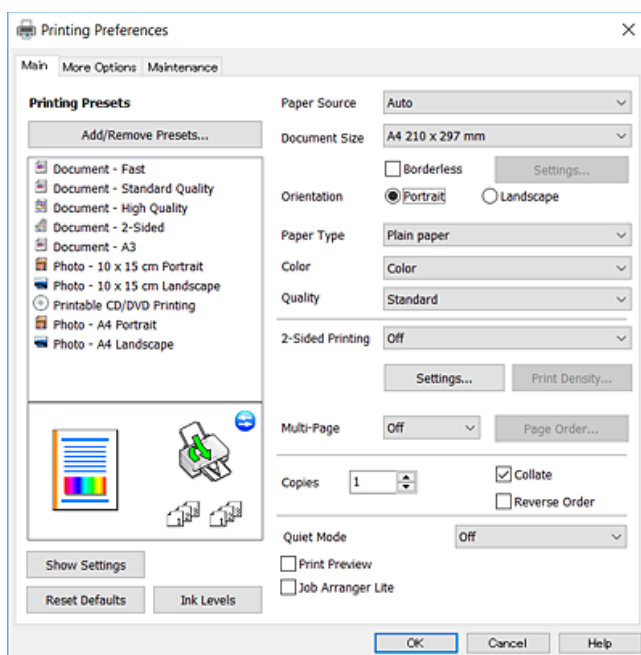 Printing Preferences
Main More Options Maintenance
Printing Presets
Add/Remove Presets...
Document - Fast
Document - Standard Quality
Document - High Quality
Document - 2-Sided
Document - A3
Photo - 10 x 15 cm Portrait
Photo - 10 x 15 cm Landscape
Printable CD/DVD Printing
Photo - A4 Portrait
Photo - A4 Landscape
Show Settings
Reset Defaults Ink Levels
Paper Source Auto
Document Size A4 210 x 297 mm
Borderless Settings...
Orientation Portrait Landscape
Paper Type Plain paper
Color Color
Quality Standard
2-Sided Printing Off
Settings... Print Density...
Multi-Page Off Page Order...
Copies 1 Collate
Reverse Order
Quiet Mode Off
Print Preview
Job Arranger Lite
OK Cancel Help